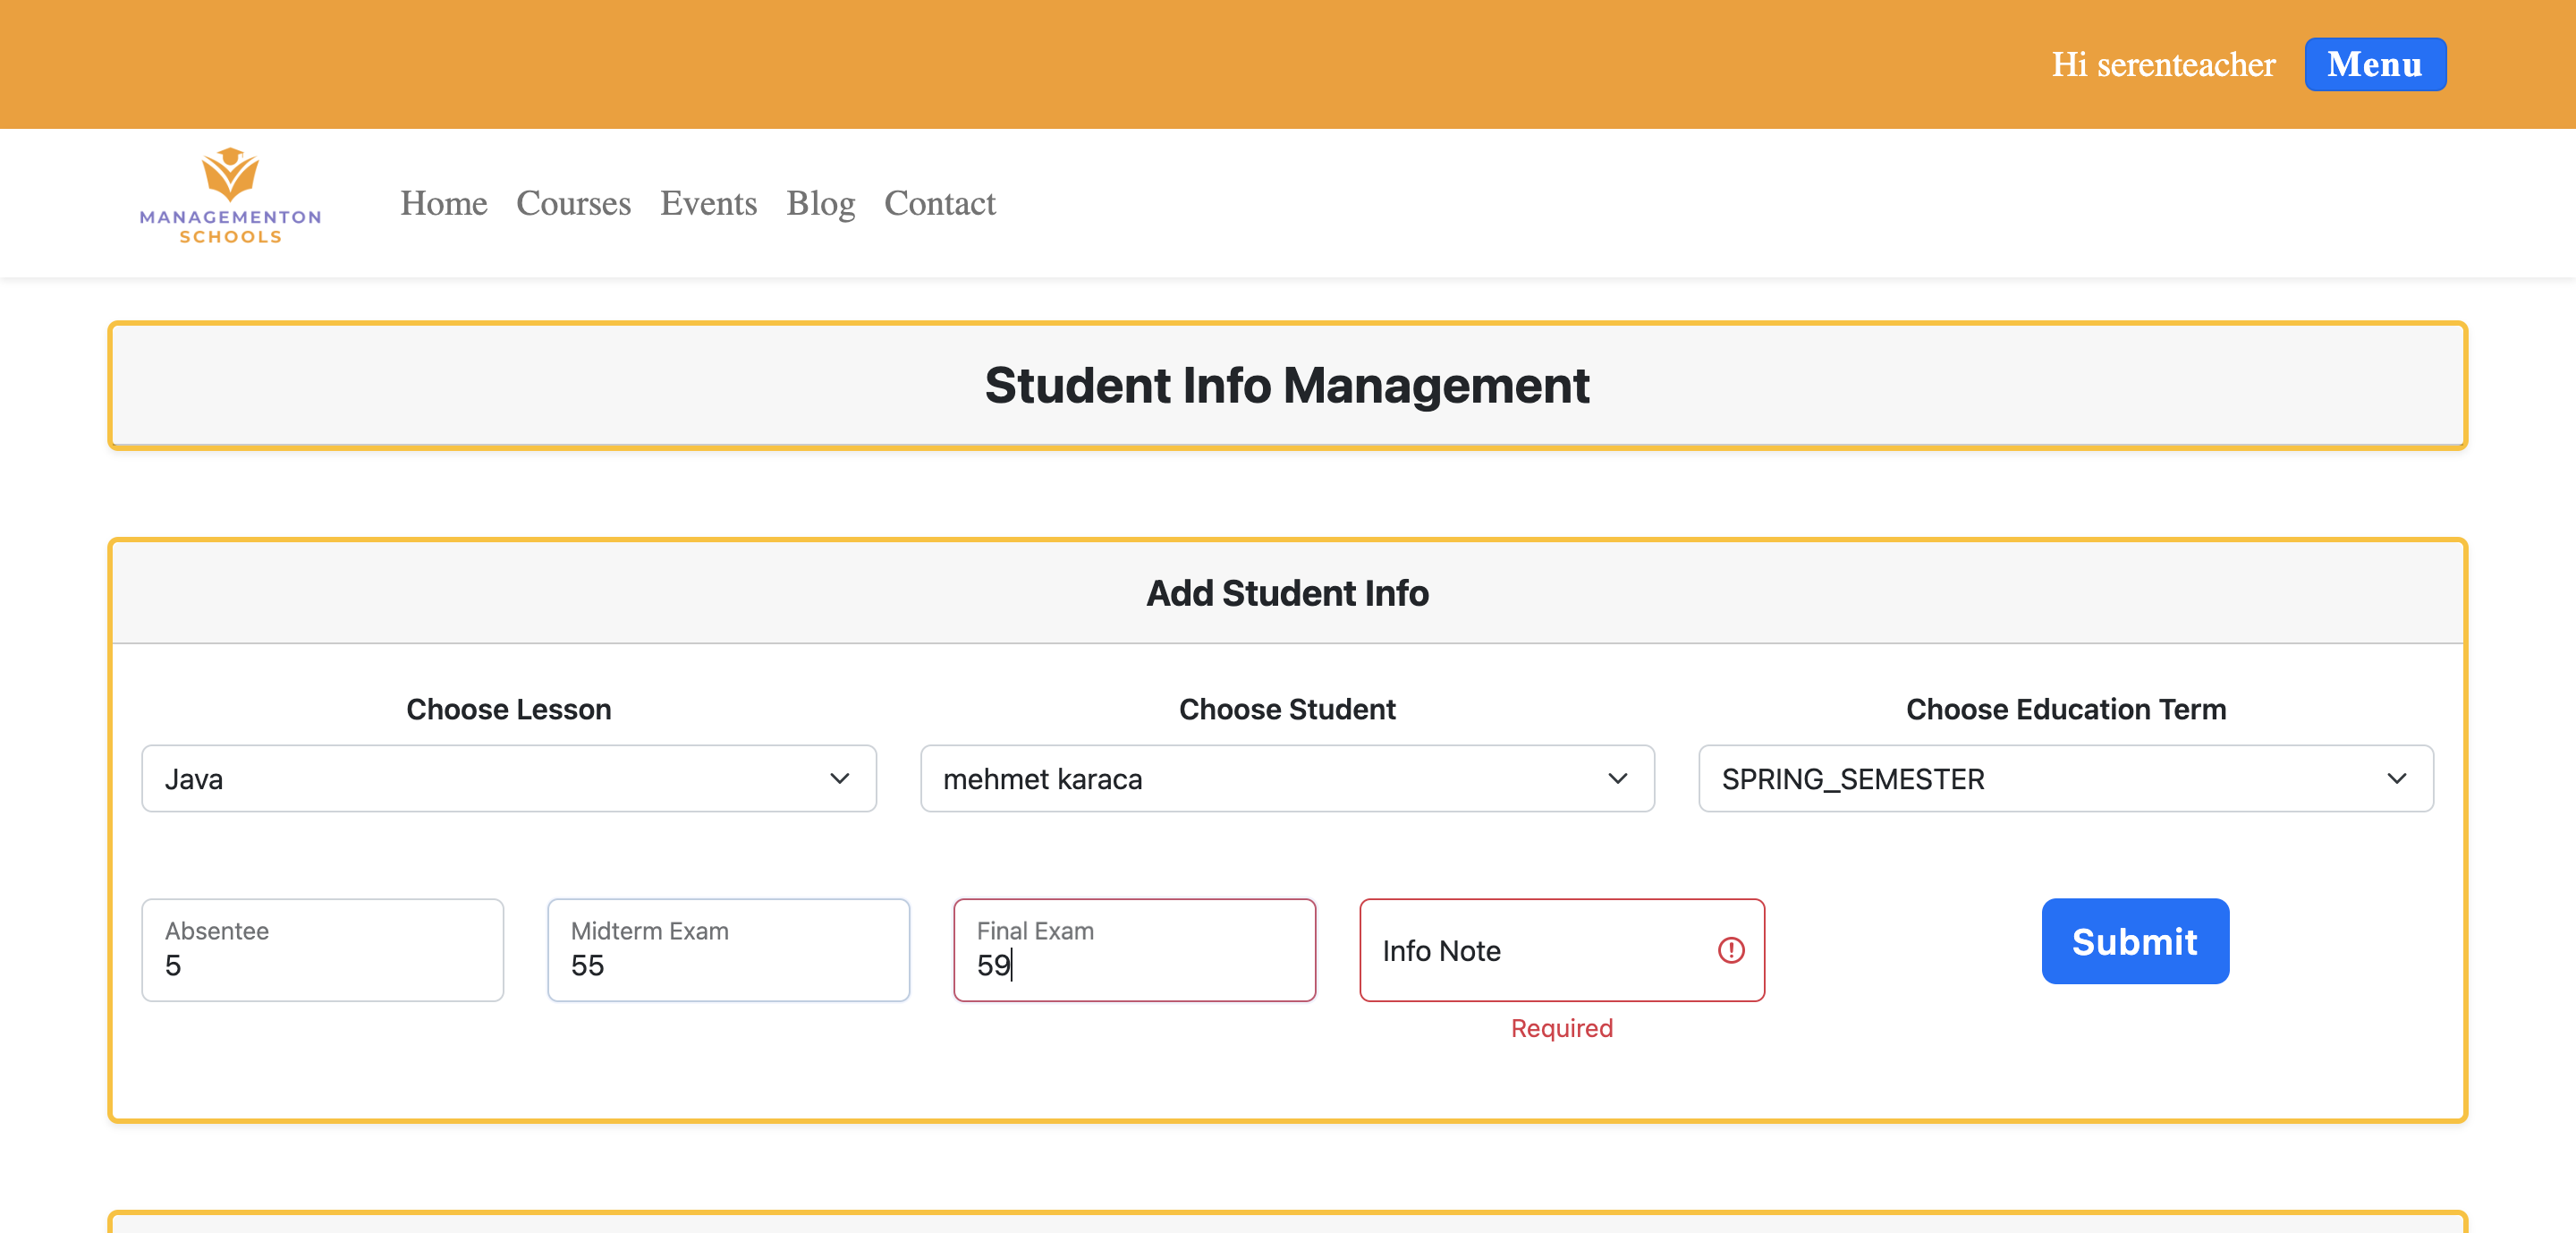 Hi serenteacher Menu
MANAGEMENTON
SCHOOLS
Home Courses Events Blog Contact
Student Info Management
Add Student Info
Choose Lesson Choose Student Choose Education Term
Java mehmet karaca SPRING_SEMESTER
Absentee Midterm Exam Final Exam
5 55 59
Info Note
Submit
Required